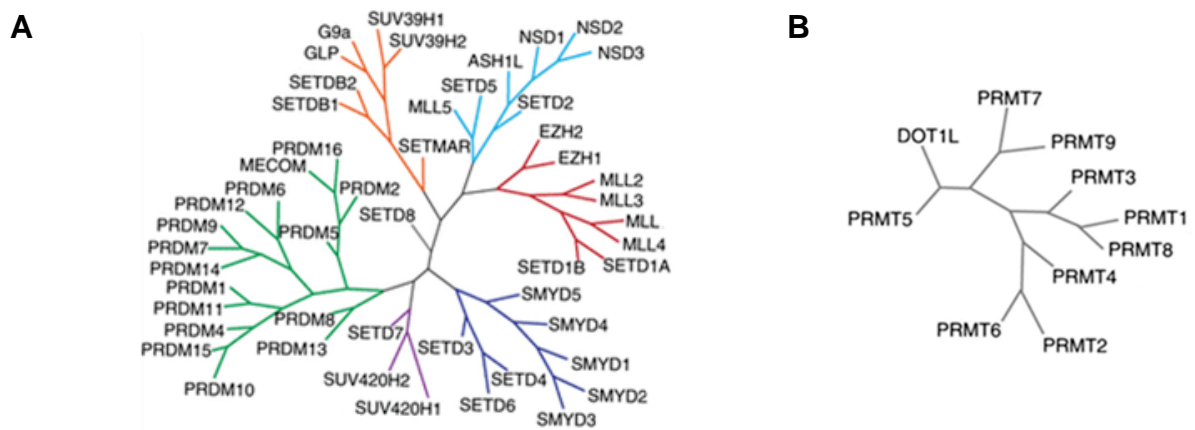 A
B
SUV39H1
G9a
SUV39H2
GLP
SETDB2
SETDB1
SETMAR
NSD1
NSD2
NSD3
ASH1L
SETD5
SETD2
MLL5
EZH2
EZH1
MLL2
MLL3
MLL
MLL4
SETD1A
SETD1B
PRDM16
MECOM
PRDM2
PRDM6
PRDM12
PRDM5
PRDM9
PRDM7
PRDM14
PRDM1
PRDM11
PRDM4
PRDM15
PRDM10
PRDM8
PRDM13
SETD8
SETD7
SUV420H2
SUV420H1
SETD3
SETD4
SETD6
SMYD5
SMYD4
SMYD1
SMYD2
SMYD3
PRMT7
DOT1L
PRMT9
PRMT3
PRMT5
PRMT1
PRMT8
PRMT4
PRMT6
PRMT2